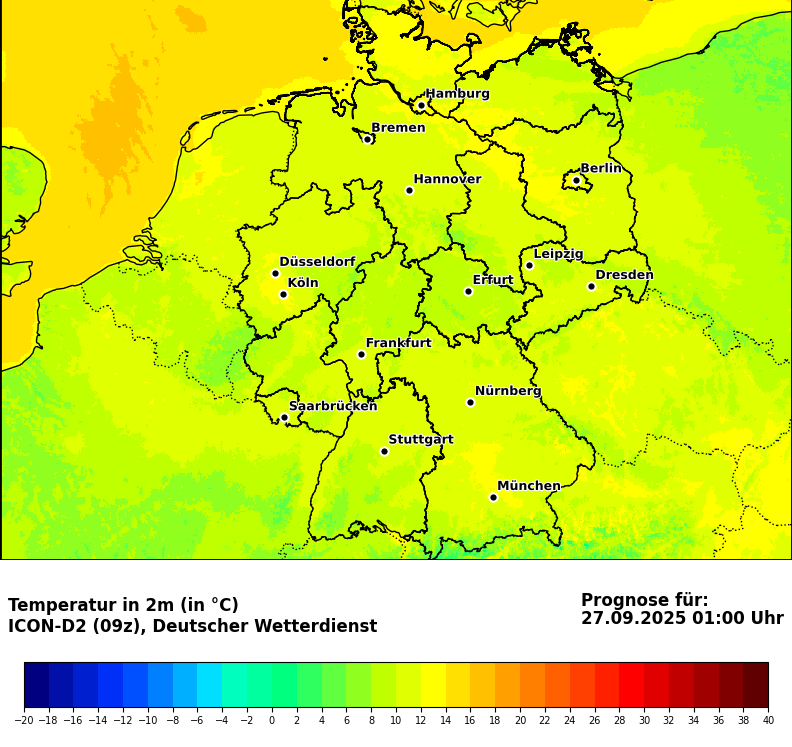 Hamburg
Bremen
Berlin
Hannover
Leipzig
Düsseldorf
Dresden
Köln
Erfurt
Frankfurt
Nürnberg
Saarbrücken
Stuttgart
München
Temperatur in 2m (in °C)
ICON-D2 (09z), Deutscher Wetterdienst
Prognose für:
27.09.2025 01:00 Uhr
−20 −18 −16 −14 −12 −10 −8 −6 −4 −2 0 2 4 6 8 10 12 14 16 18 20 22 24 26 28 30 32 34 36 38 40